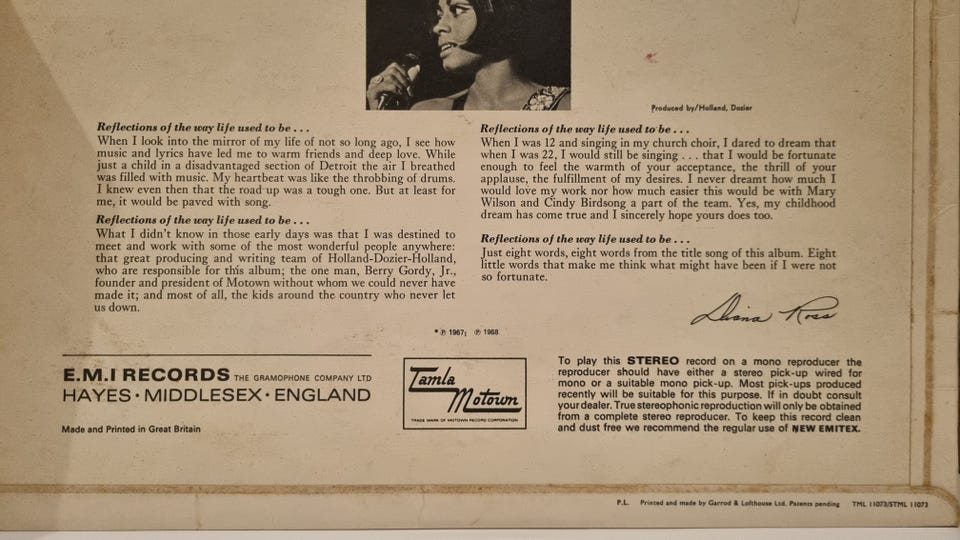 Produced by/Holland, Dozier
Reflections of the way life used to be...
When I look into the mirror of my life of not so long ago, I see how
music and lyrics have led me to warm friends and deep love. While
just a child in a disadvantaged section of Detroit the air I breathed
was filled with music. My heartbeat was like the throbbing of drums.
I knew even then that the road up was a tough one. But at least for
me, it would be paved with song.
Reflections of the way life used to be...
What I didn't know in those early days was that I was destined to
meet and work with some of the most wonderful people anywhere:
that great producing and writing team of Holland-Dozier-Holland,
who are responsible for this album; the one man, Berry Gordy, Jr.,
founder and president of Motown without whom we could never have
made it; and most of all, the kids around the country who never let
us down.
Reflections of the way life used to be...
When I was 12 and singing in my church choir, I dared to dream that
when I was 22, I would still be singing . . . that I would be fortunate
enough to feel the warmth of your acceptance, the thrill of your
applause, the fulfillment of my desires. I never dreamt how much I
would love my work nor how much easier this would be with Mary
Wilson and Cindy Birdsong a part of the team. Yes, my childhood
dream has come true and I sincerely hope yours does too.
Reflections of the way life used to be...
Just eight words, eight words from the title song of this album. Eight
little words that make me think what might have been if I were not
so fortunate.
Diana Ross
* ℗ 1967; ℗ 1968
E.M.I RECORDS THE GRAMOPHONE COMPANY LTD
HAYES · MIDDLESEX · ENGLAND
Made and Printed in Great Britain
Tamla
Motown
TRADE MARK OF MOTOWN RECORD CORPORATION
To play this STEREO record on a mono reproducer the
reproducer should have either a stereo pick-up wired for
mono or a suitable mono pick-up. Most pick-ups produced
recently will be suitable for this purpose. If in doubt consult
your dealer. True stereophonic reproduction will only be obtained
from a complete stereo reproducer. To keep this record clean
and dust free we recommend the regular use of NEW EMITEX.
P.L. Printed and made by Garrod & Lofthouse Ltd. Patents pending TML 11073/STML 11073